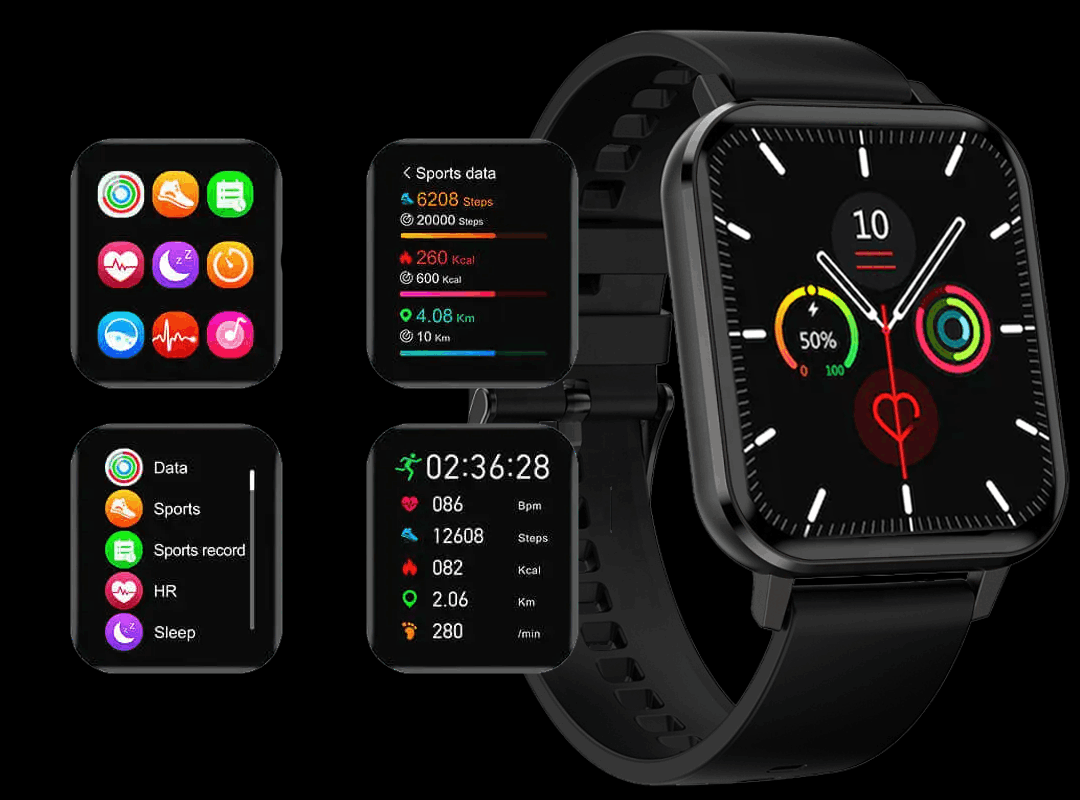 Sports data
6208 Steps
20000 Steps
260 Kcal
600 Kcal
4.08 Km
10 Km
Data
Sports
Sports record
HR
Sleep
02:36:28
086 Bpm
12608 Steps
082 Kcal
2.06 Km
280 /min
10
50%
0 100
z z